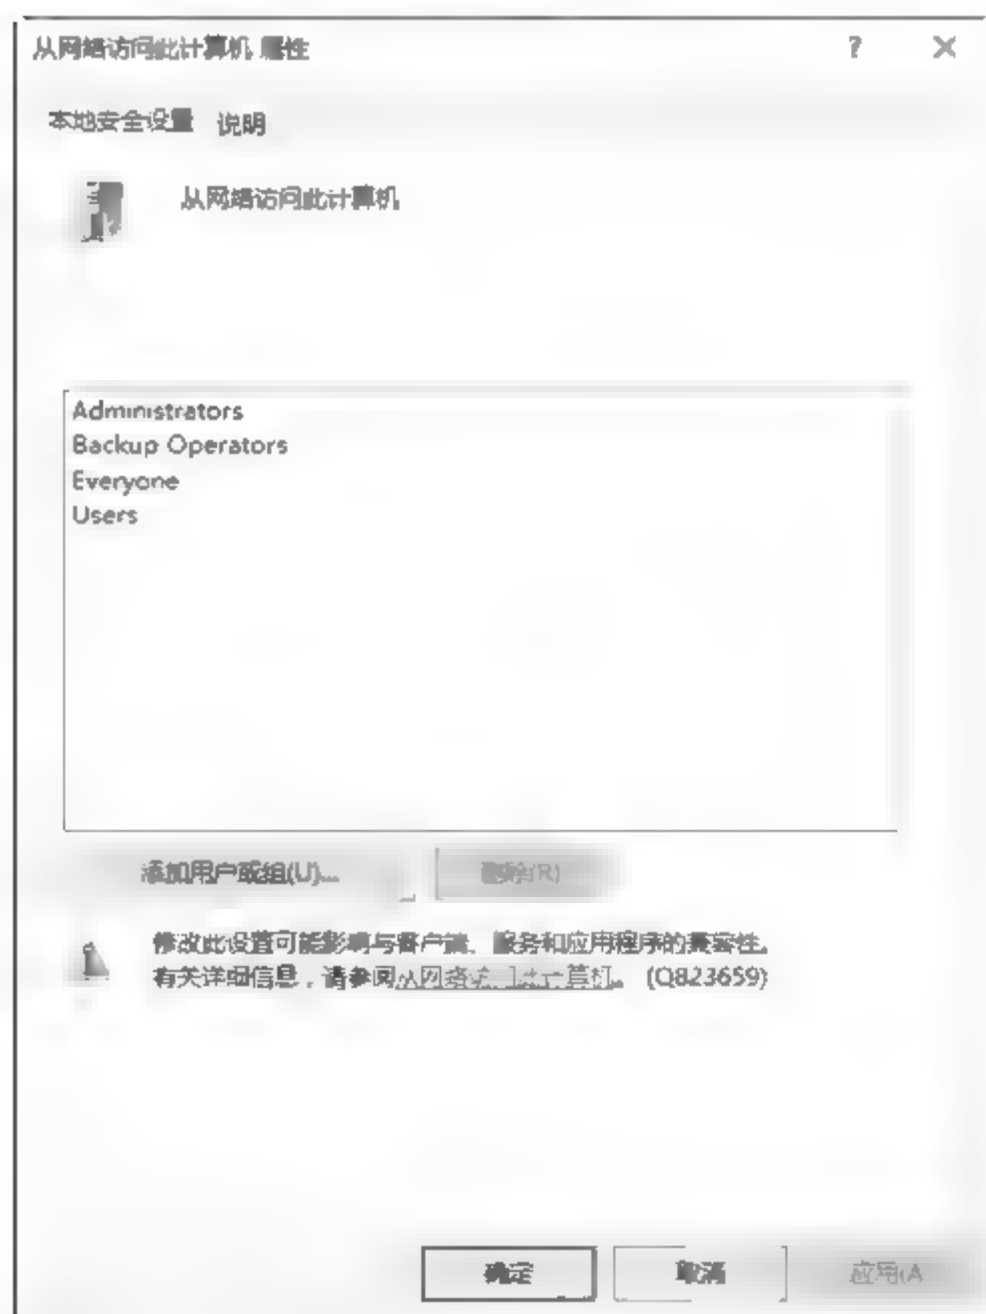 从网络访问此计算机 属性
? ×
本地安全设置 说明
从网络访问此计算机
Administrators
Backup Operators
Everyone
Users
添加用户或组(U)... 删除(R)
修改此设置可能影响与客户端、服务和应用程序的兼容性。
有关详细信息，请参阅从网络访问此计算机。 (Q823659)
确定 取消 应用(A